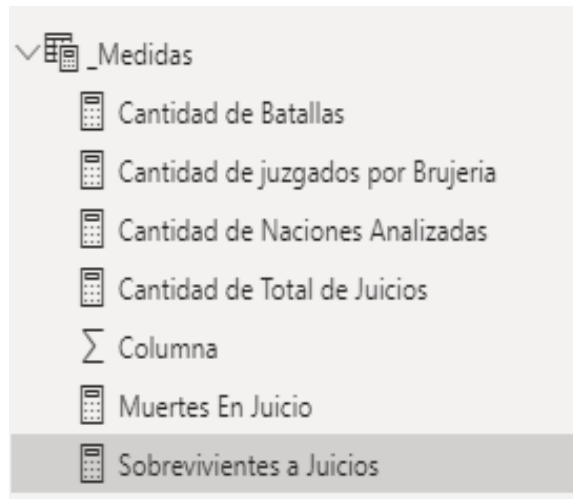 _Medidas
Cantidad de Batallas
Cantidad de juzgados por Brujeria
Cantidad de Naciones Analizadas
Cantidad de Total de Juicios
Columna
Muertes En Juicio
Sobrevivientes a Juicios